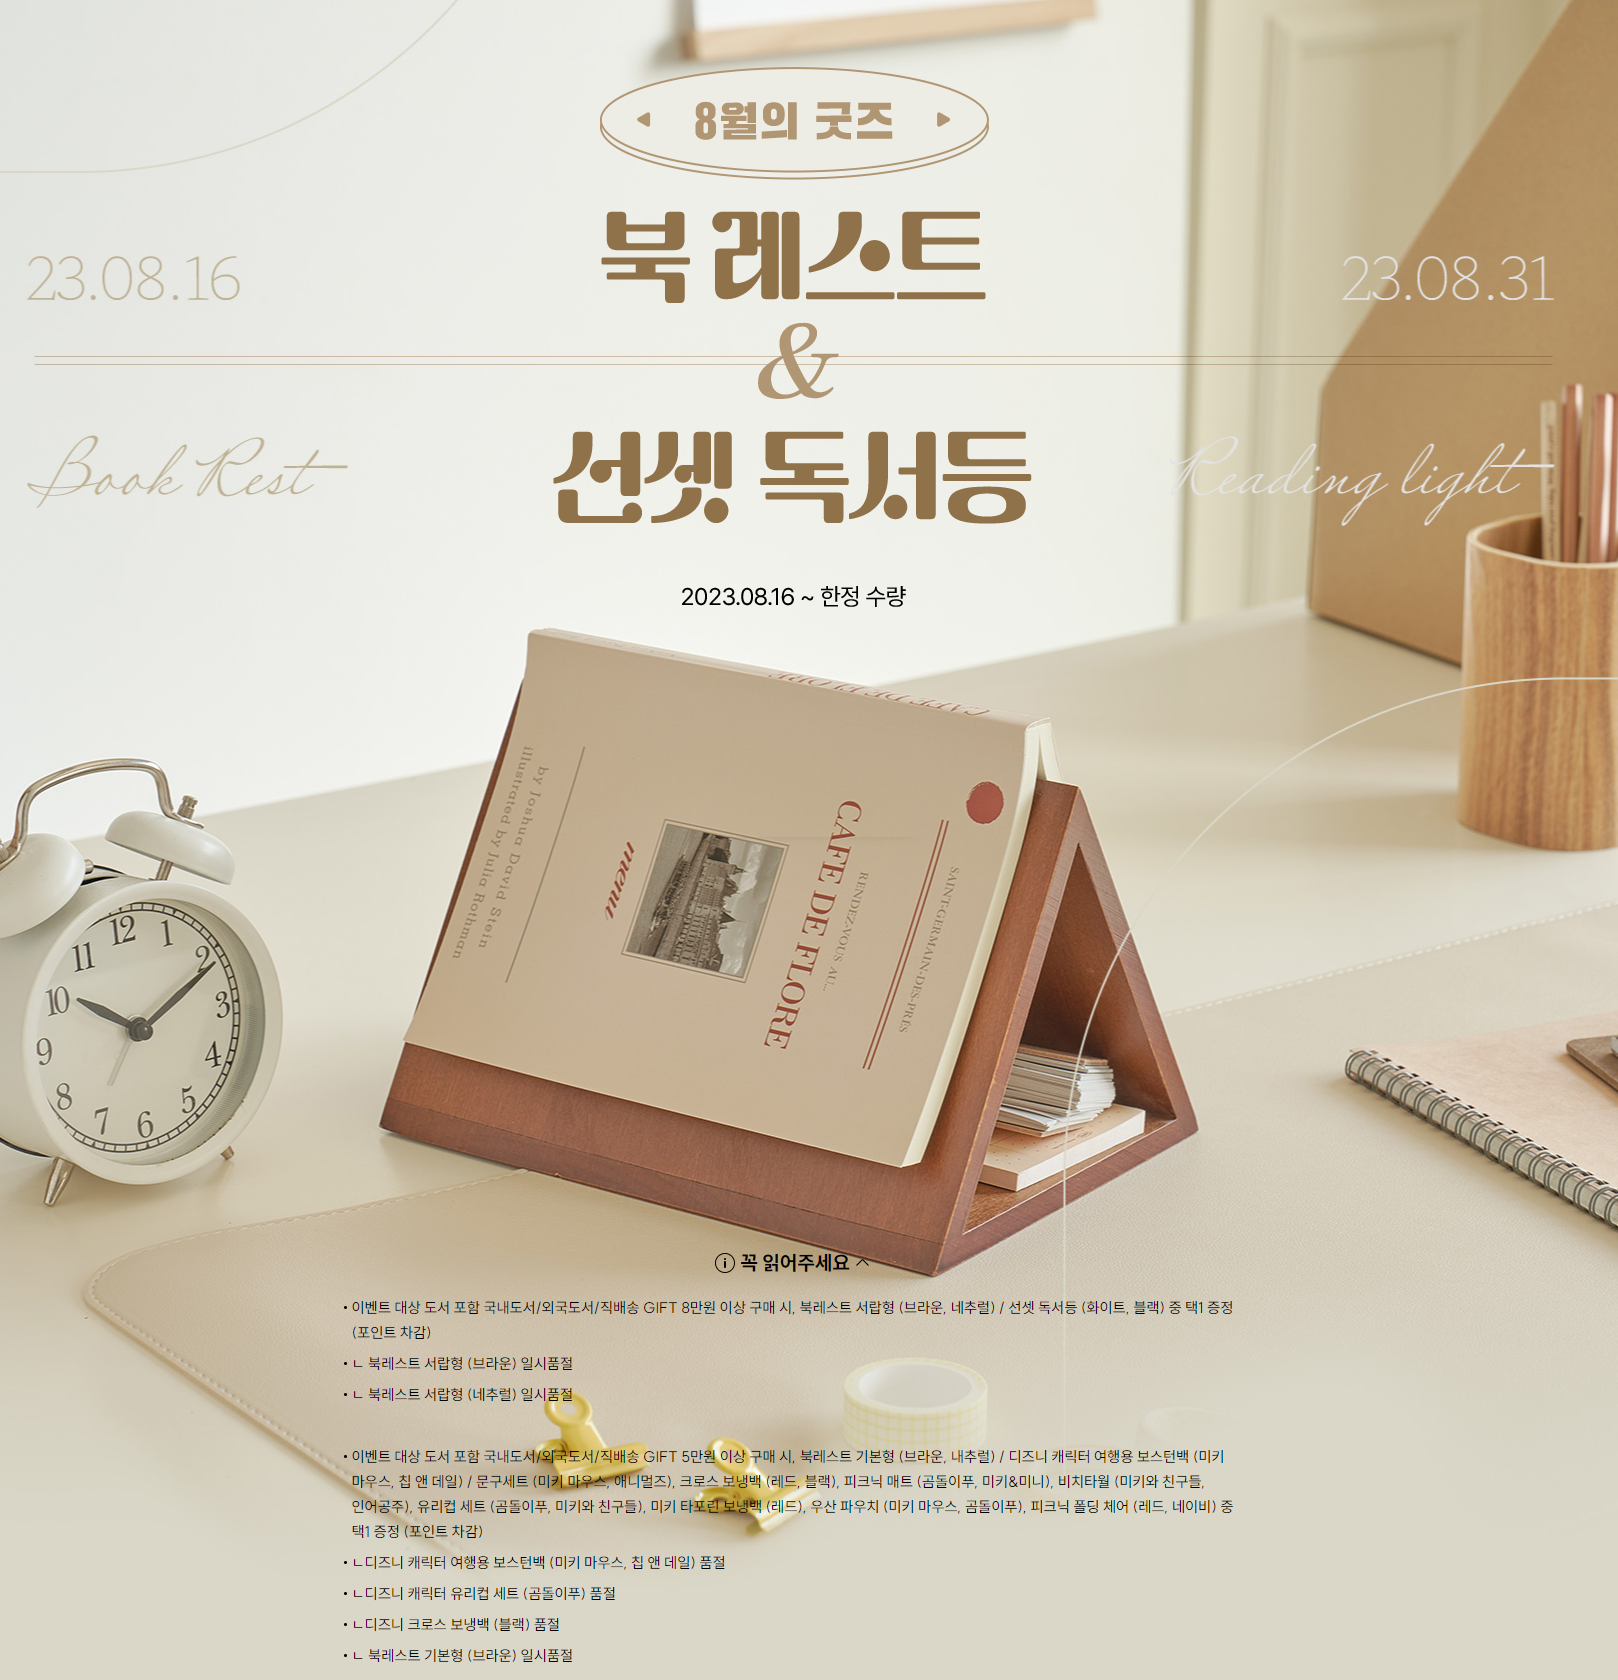 8월의 굿즈
북레스트
23.08.16
23.08.31
&
선셋 독서등
Book Rest
Reading light
2023.08.16 ~ 한정 수량
CAFE DE FLORE
SAINT-GERMAIN-DES-PRÉS
RENDEZ-VOUS AU...
CAFE DE FLORE
menu
by Joshua David Stein
illustrated by Julia Rothman
12
1
2
3
4
5
6
7
8
9
10
11
꼭 읽어주세요
• 이벤트 대상 도서 포함 국내도서/외국도서/직배송 GIFT 8만원 이상 구매 시, 북레스트 서랍형 (브라운, 네추럴) / 선셋 독서등 (화이트, 블랙) 중 택1 증정
(포인트 차감)
• ㄴ 북레스트 서랍형 (브라운) 일시품절
• ㄴ 북레스트 서랍형 (네추럴) 일시품절
• 이벤트 대상 도서 포함 국내도서/외국도서/직배송 GIFT 5만원 이상 구매 시, 북레스트 기본형 (브라운, 내추럴) / 디즈니 캐릭터 여행용 보스턴백 (미키
마우스, 칩 앤 데일) / 문구세트 (미키 마우스, 애니멀즈), 크로스 보냉백 (레드, 블랙), 피크닉 매트 (곰돌이푸, 미키&미니), 비치타월 (미키와 친구들,
인어공주), 유리컵 세트 (곰돌이푸, 미키와 친구들), 미키 타포린 보냉백 (레드), 우산 파우치 (미키 마우스, 곰돌이푸), 피크닉 폴딩 체어 (레드, 네이비) 중
택1 증정 (포인트 차감)
• ㄴ디즈니 캐릭터 여행용 보스턴백 (미키 마우스, 칩 앤 데일) 품절
• ㄴ디즈니 캐릭터 유리컵 세트 (곰돌이푸) 품절
• ㄴ디즈니 크로스 보냉백 (블랙) 품절
• ㄴ 북레스트 기본형 (브라운) 일시품절